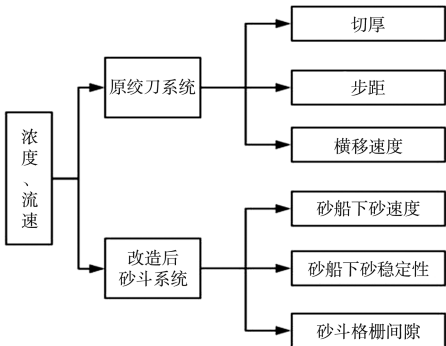 浓度、流速
原绞刀系统
切厚
步距
横移速度
改造后
砂斗系统
砂船下砂速度
砂船下砂稳定性
砂斗格栅间隙